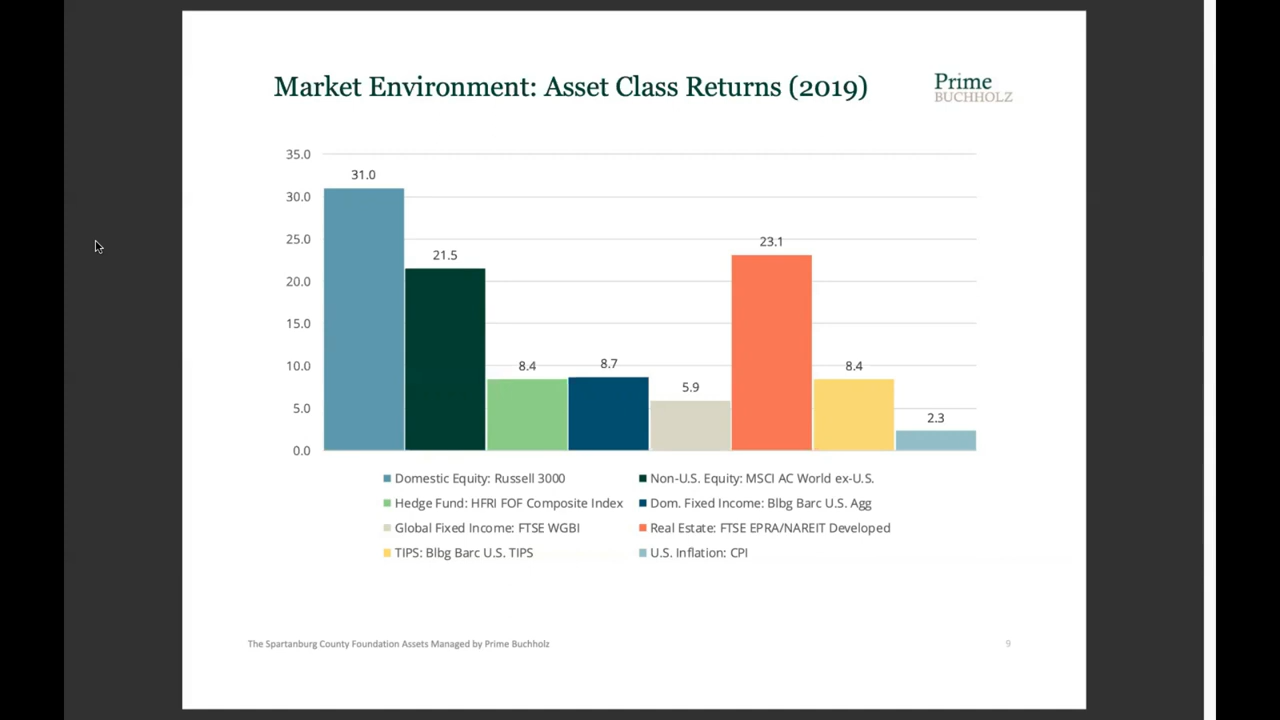 Market Environment: Asset Class Returns (2019)
Prime
BUCHHOLZ
35.0
30.0
25.0
20.0
15.0
10.0
5.0
0.0
31.0
21.5
8.4
8.7
5.9
23.1
8.4
2.3
Domestic Equity: Russell 3000
Non-U.S. Equity: MSCI AC World ex-U.S.
Hedge Fund: HFRI FOF Composite Index
Dom. Fixed Income: Blbg Barc U.S. Agg
Global Fixed Income: FTSE WGBI
Real Estate: FTSE EPRA/NAREIT Developed
TIPS: Blbg Barc U.S. TIPS
U.S. Inflation: CPI
The Spartanburg County Foundation Assets Managed by Prime Buchholz
9